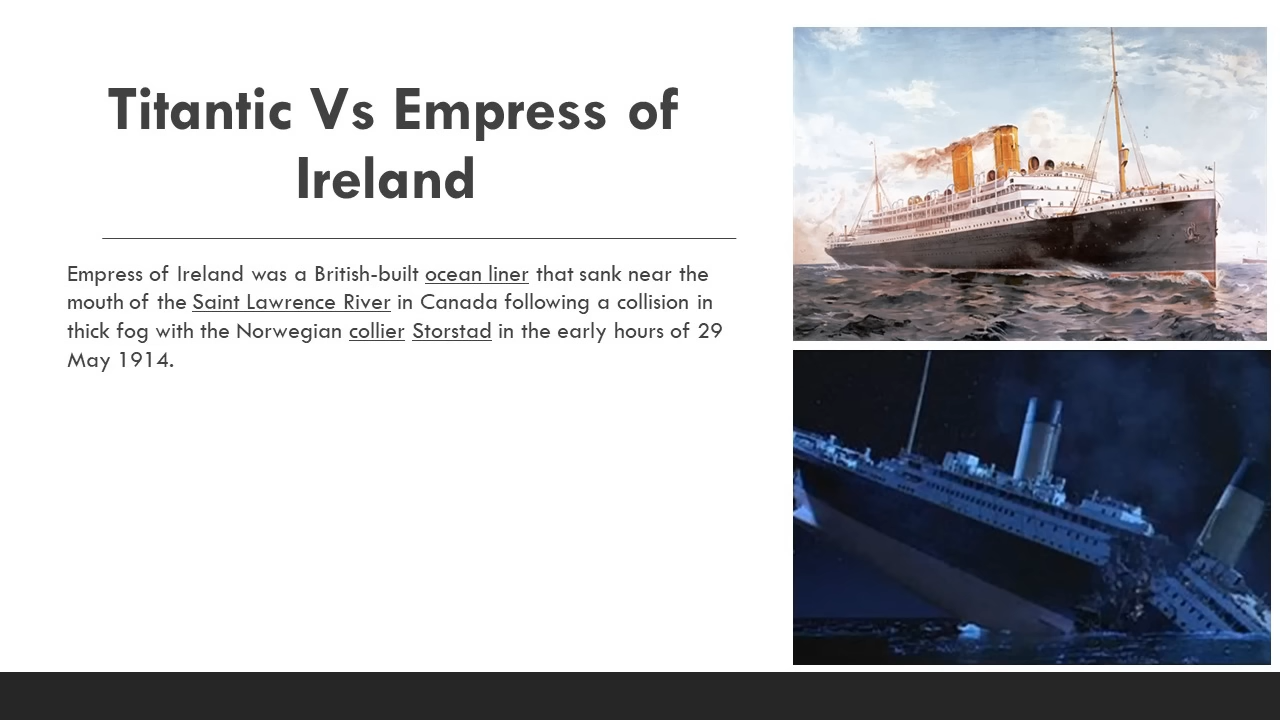 Titantic Vs Empress of
Ireland
Empress of Ireland was a British-built ocean liner that sank near the
mouth of the Saint Lawrence River in Canada following a collision in
thick fog with the Norwegian collier Storstad in the early hours of 29
May 1914.